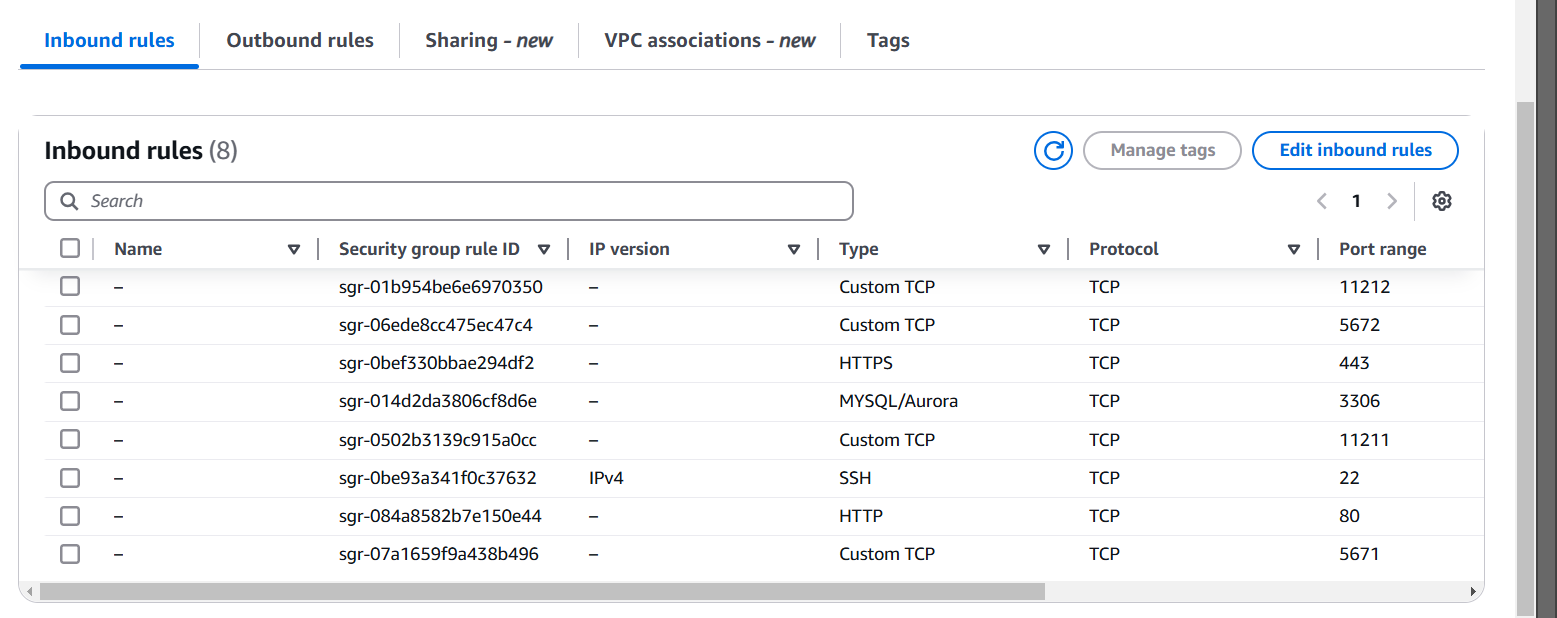 Inbound rules Outbound rules Sharing - new VPC associations - new Tags
Inbound rules (8) Manage tags Edit inbound rules
Search 1
Name Security group rule ID IP version Type Protocol Port range
– sgr-01b954be6e6970350 – Custom TCP TCP 11212
– sgr-06ede8cc475ec47c4 – Custom TCP TCP 5672
– sgr-0bef330bbae294df2 – HTTPS TCP 443
– sgr-014d2da3806cf8d6e – MYSQL/Aurora TCP 3306
– sgr-0502b3139c915a0cc – Custom TCP TCP 11211
– sgr-0be93a341f0c37632 IPv4 SSH TCP 22
– sgr-084a8582b7e150e44 – HTTP TCP 80
– sgr-07a1659f9a438b496 – Custom TCP TCP 5671